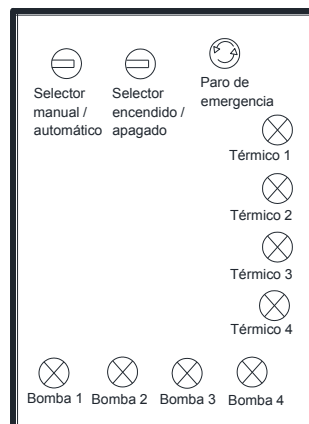 Selector
manual /
automático
Selector
encendido /
apagado
Paro de
emergencia
Térmico 1
Térmico 2
Térmico 3
Térmico 4
Bomba 1 Bomba 2 Bomba 3 Bomba 4